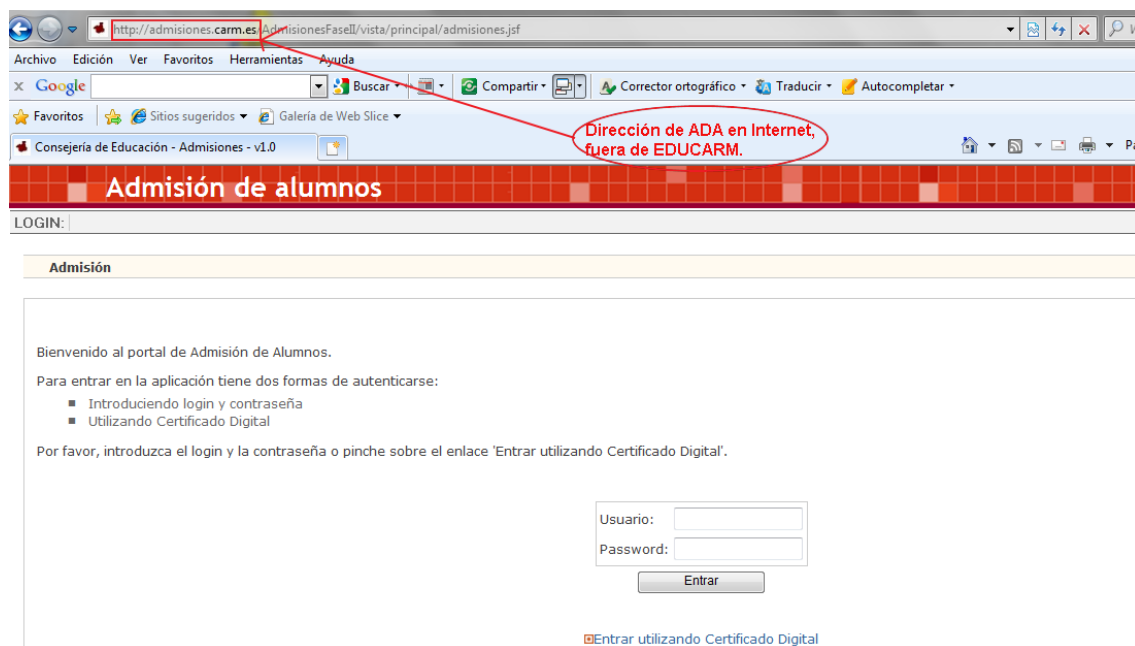 http://admisiones.carm.es/AdmisionesFaseII/vista/principal/admisiones.jsf
Archivo Edición Ver Favoritos Herramientas Ayuda
x Google Buscar Compartir Corrector ortográfico Traducir Autocompletar
Favoritos Sitios sugeridos Galería de Web Slice
Dirección de ADA en Internet,
fuera de EDUCARM.
Consejería de Educación - Admisiones - v1.0
Admisión de alumnos
LOGIN:
Admisión
Bienvenido al portal de Admisión de Alumnos.
Para entrar en la aplicación tiene dos formas de autenticarse:
Introduciendo login y contraseña
Utilizando Certificado Digital
Por favor, introduzca el login y la contraseña o pinche sobre el enlace 'Entrar utilizando Certificado Digital'.
Usuario:
Password:
Entrar
Entrar utilizando Certificado Digital